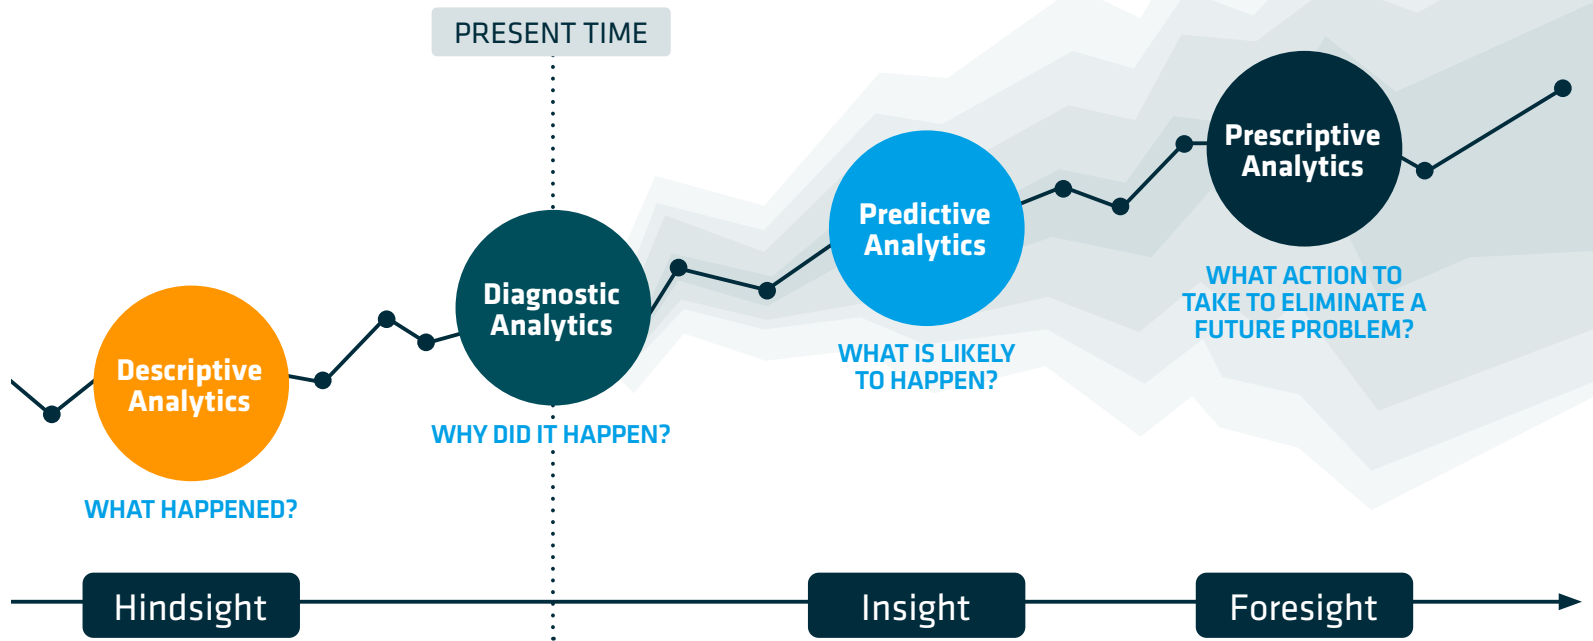 PRESENT TIME
Descriptive
Analytics
WHAT HAPPENED?
Diagnostic
Analytics
WHY DID IT HAPPEN?
Predictive
Analytics
WHAT IS LIKELY
TO HAPPEN?
Prescriptive
Analytics
WHAT ACTION TO
TAKE TO ELIMINATE A
FUTURE PROBLEM?
Hindsight
Insight
Foresight